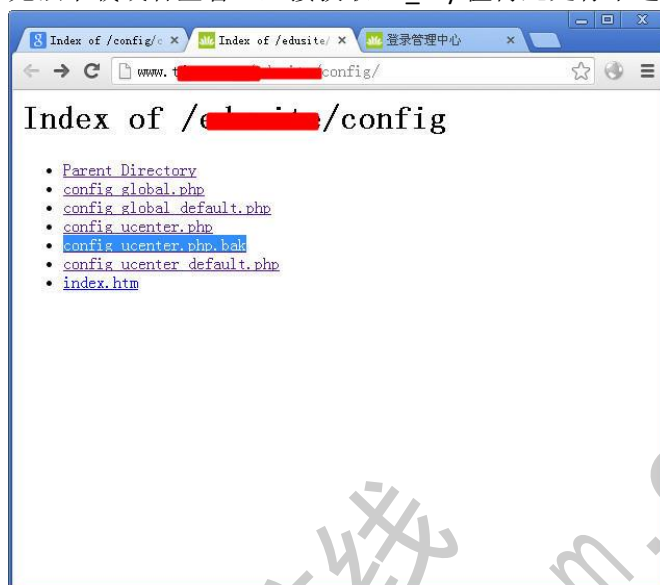 Index of /config/c
Index of /edusite/
登录管理中心
www.t
config/
Index of /e /config
Parent Directory
config_global.php
config_global_default.php
config_ucenter.php
config_ucenter.php.bak
config_ucenter_default.php
index.htm
线
m.